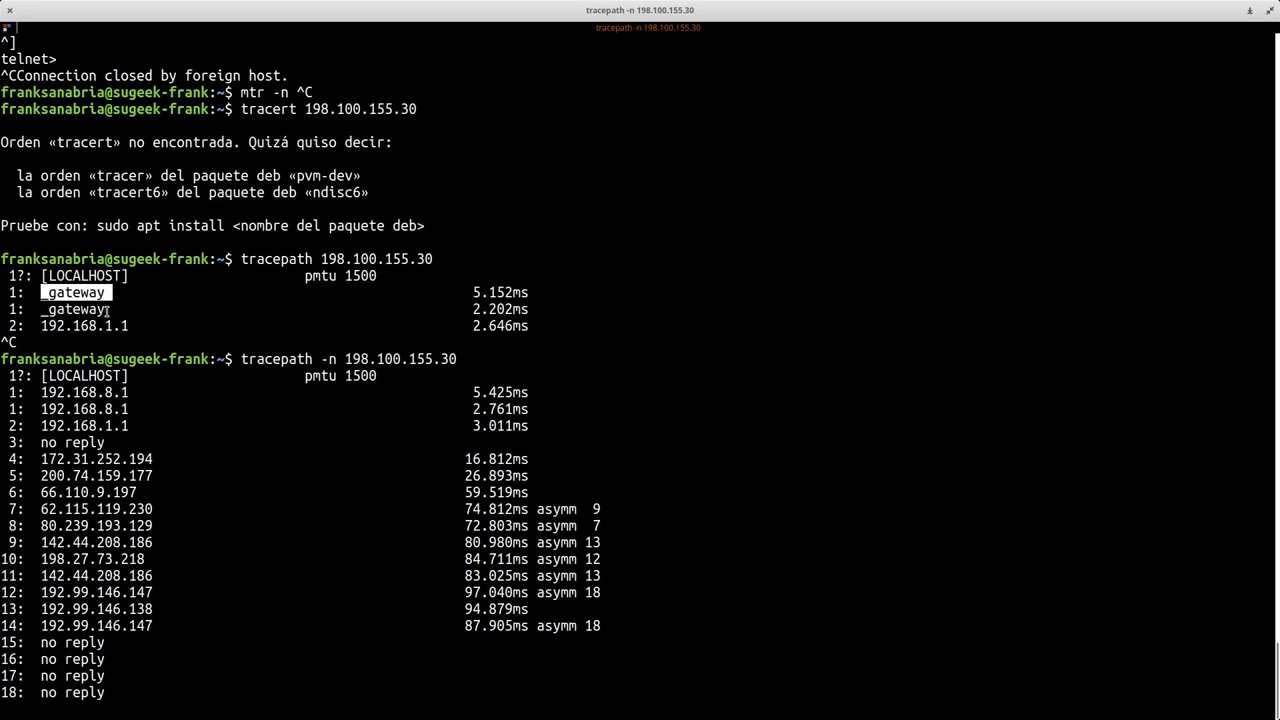 tracepath -n 198.100.155.30
tracepath -n 198.100.155.30
^]
telnet>
^CConnection closed by foreign host.
franksanabria@sugeek-frank:~$ mtr -n ^C
franksanabria@sugeek-frank:~$ tracert 198.100.155.30
Orden «tracert» no encontrada. Quizá quiso decir:
la orden «tracer» del paquete deb «pvm-dev»
la orden «tracert6» del paquete deb «ndisc6»
Pruebe con: sudo apt install <nombre del paquete deb>
franksanabria@sugeek-frank:~$ tracepath 198.100.155.30
1?: [LOCALHOST] pmtu 1500
1: _gateway 5.152ms
1: _gateway 2.202ms
2: 192.168.1.1 2.646ms
^C
franksanabria@sugeek-frank:~$ tracepath -n 198.100.155.30
1?: [LOCALHOST] pmtu 1500
1: 192.168.8.1 5.425ms
1: 192.168.8.1 2.761ms
2: 192.168.1.1 3.011ms
3: no reply
4: 172.31.252.194 16.812ms
5: 200.74.159.177 26.893ms
6: 66.110.9.197 59.519ms
7: 62.115.119.230 74.812ms asymm 9
8: 80.239.193.129 72.803ms asymm 7
9: 142.44.208.186 80.980ms asymm 13
10: 198.27.73.218 84.711ms asymm 12
11: 142.44.208.186 83.025ms asymm 13
12: 192.99.146.147 97.040ms asymm 18
13: 192.99.146.138 94.879ms
14: 192.99.146.147 87.905ms asymm 18
15: no reply
16: no reply
17: no reply
18: no reply